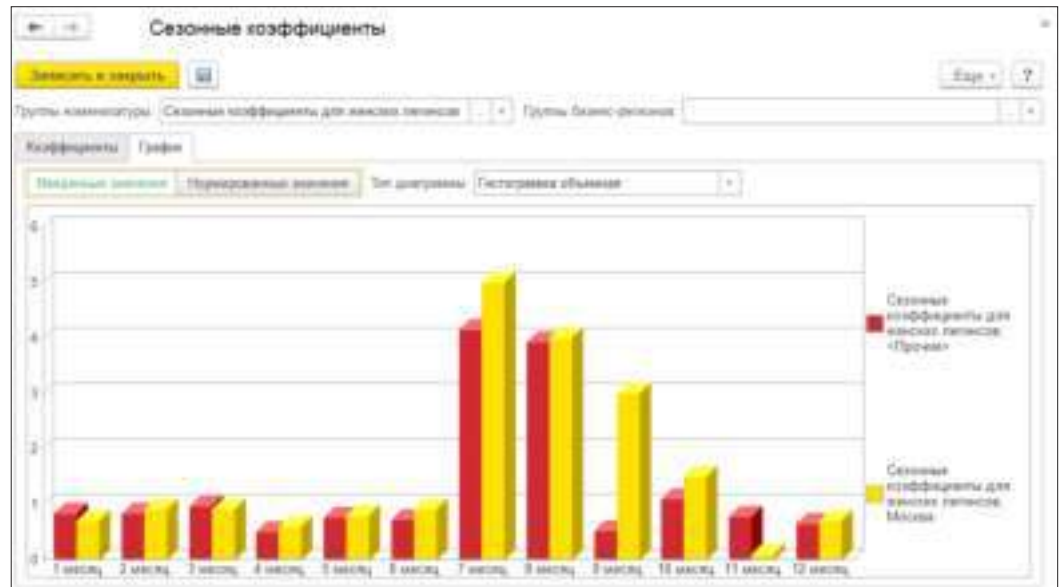 Сезонные коэффициенты
Записать и закрыть
Еще
?
Группы номенклатуры: Сезонные коэффициенты для женских легинсов
Группы бизнес-регионов:
Коэффициенты График
Введенные значения Нормированные значения Тип диаграммы: Гистограмма объемная
6
5
4
3
2
1
0
1 месяц 2 месяц 3 месяц 4 месяц 5 месяц 6 месяц 7 месяц 8 месяц 9 месяц 10 месяц 11 месяц 12 месяц
Сезонные
коэффициенты для
женских легинсов,
<Прочие>
Сезонные
коэффициенты для
женских легинсов,
Москва